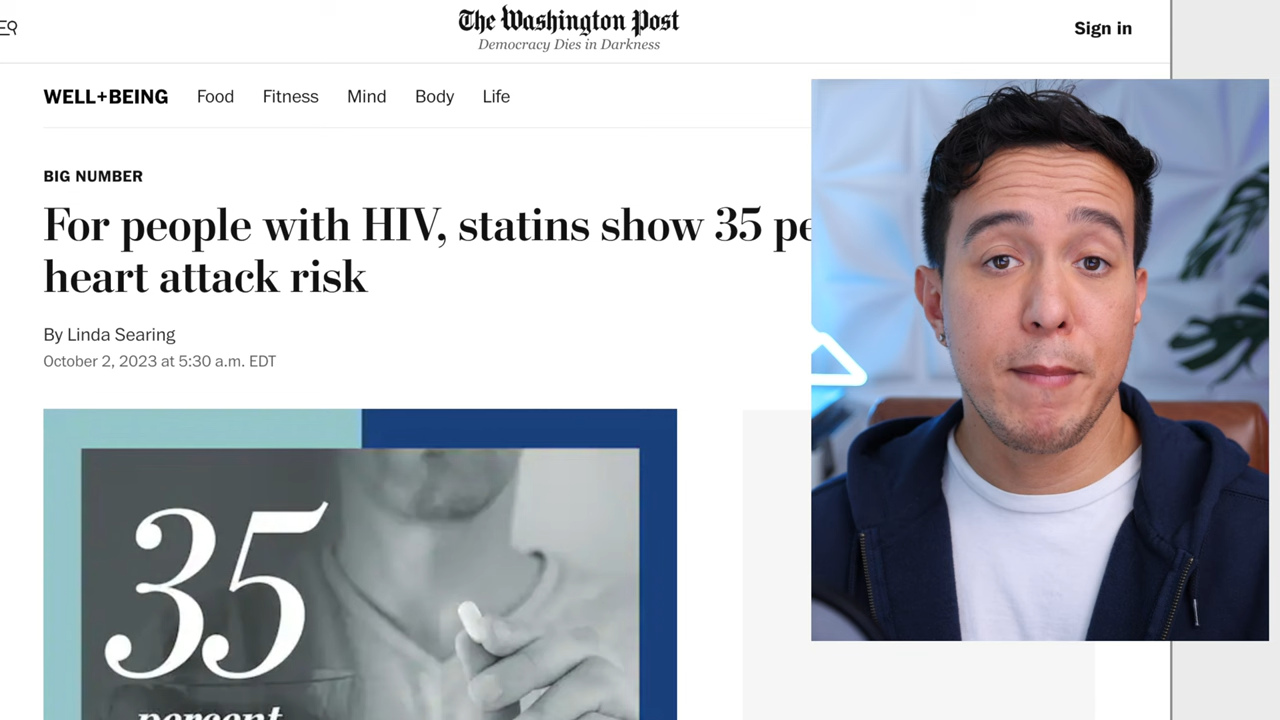 The Washington Post
Democracy Dies in Darkness
Sign in
WELL+BEING Food Fitness Mind Body Life
BIG NUMBER
For people with HIV, statins show 35 pe
heart attack risk
By Linda Searing
October 2, 2023 at 5:30 a.m. EDT
35
percent